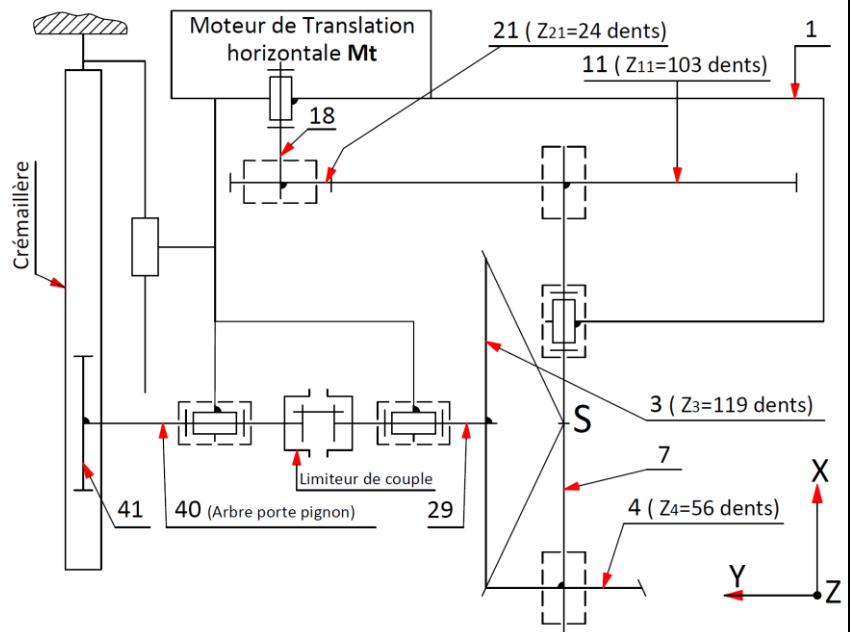 Moteur de Translation
horizontale Mt
21 ( Z21=24 dents)
1
11 ( Z11=103 dents)
18
Crémaillère
S
3 ( Z3=119 dents)
7
Limiteur de couple
X
41
40 (Arbre porte pignon)
29
4 ( Z4=56 dents)
Y
Z